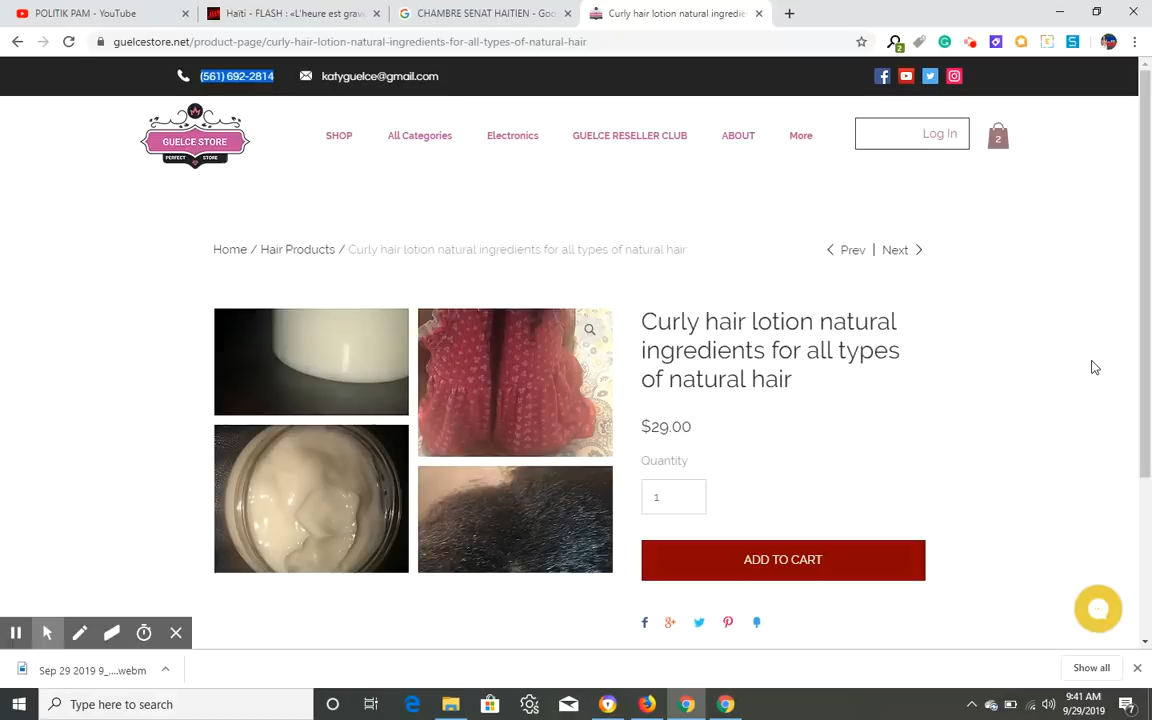 POLITIK PAM - YouTube
Haïti - FLASH : «L'heure est grav
CHAMBRE SENAT HAITIEN - Goo
Curly hair lotion natural ingredie
guelcestore.net/product-page/curly-hair-lotion-natural-ingredients-for-all-types-of-natural-hair
2
(561) 692-2814
katyguelce@gmail.com
GUELCE STORE
PERFECT STORE
SHOP
All Categories
Electronics
GUELCE RESELLER CLUB
ABOUT
More
Log In
2
Home / Hair Products / Curly hair lotion natural ingredients for all types of natural hair
Prev | Next
Curly hair lotion natural
ingredients for all types
of natural hair
$29.00
Quantity
1
ADD TO CART
Sep 29 2019 9_....webm
Show all
Type here to search
9:41 AM
9/29/2019
7